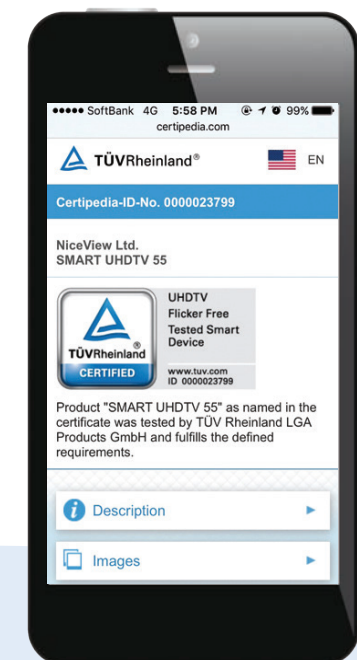 ●●●●● SoftBank 4G 5:58 PM 99%
certipedia.com
TÜVRheinland® EN
Certipedia-ID-No. 0000023799
NiceView Ltd.
SMART UHDTV 55
TÜVRheinland
CERTIFIED
UHDTV
Flicker Free
Tested Smart
Device
www.tuv.com
ID 0000023799
Product "SMART UHDTV 55" as named in the
certificate was tested by TÜV Rheinland LGA
Products GmbH and fulfills the defined
requirements.
i Description
Images